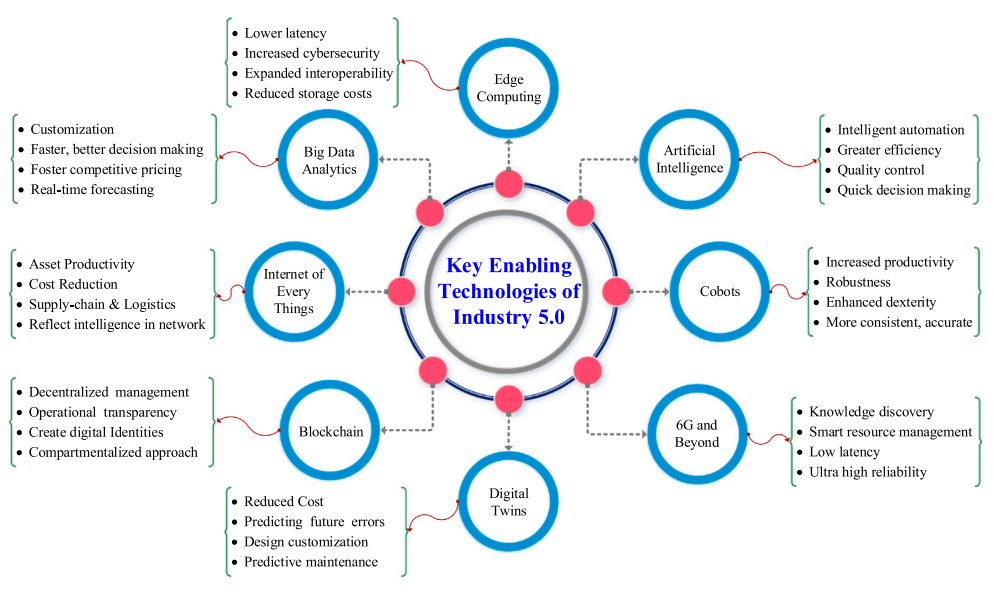 Key Enabling
Technologies of
Industry 5.0
Edge
Computing
• Lower latency
• Increased cybersecurity
• Expanded interoperability
• Reduced storage costs
Artificial
Intelligence
• Intelligent automation
• Greater efficiency
• Quality control
• Quick decision making
Cobots
• Increased productivity
• Robustness
• Enhanced dexterity
• More consistent, accurate
6G and
Beyond
• Knowledge discovery
• Smart resource management
• Low latency
• Ultra high reliability
Digital
Twins
• Reduced Cost
• Predicting future errors
• Design customization
• Predictive maintenance
Blockchain
• Decentralized management
• Operational transparency
• Create digital Identities
• Compartmentalized approach
Internet of
Every
Things
• Asset Productivity
• Cost Reduction
• Supply-chain & Logistics
• Reflect intelligence in network
Big Data
Analytics
• Customization
• Faster, better decision making
• Foster competitive pricing
• Real-time forecasting